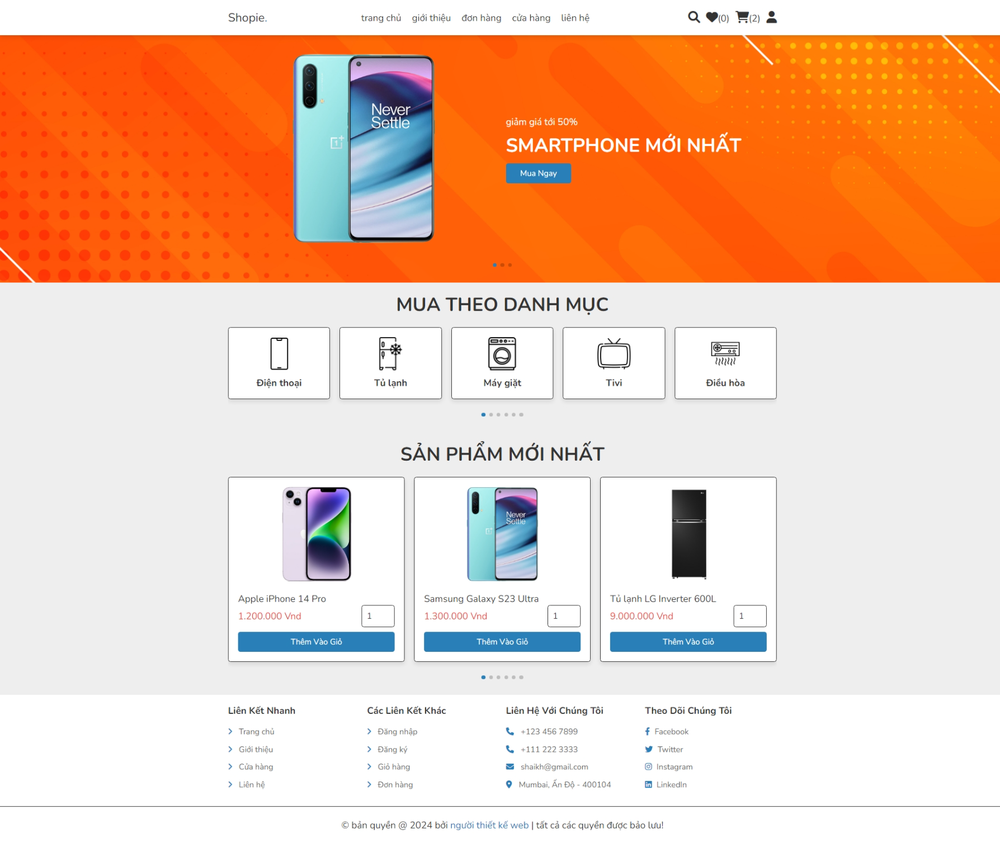 Shopie.
trang chủ giới thiệu đơn hàng cửa hàng liên hệ
(0) (2)
Never
Settle
giảm giá tới 50%
SMARTPHONE MỚI NHẤT
Mua Ngay
MUA THEO DANH MỤC
Điện thoại Tủ lạnh Máy giặt Tivi Điều hòa
SẢN PHẨM MỚI NHẤT
Never
Settle
Apple iPhone 14 Pro
1.200.000 Vnd 1
Thêm Vào Giỏ
Samsung Galaxy S23 Ultra
1.300.000 Vnd 1
Thêm Vào Giỏ
Tủ lạnh LG Inverter 600L
9.000.000 Vnd 1
Thêm Vào Giỏ
Liên Kết Nhanh
Trang chủ
Giới thiệu
Cửa hàng
Liên hệ
Các Liên Kết Khác
Đăng nhập
Đăng ký
Giỏ hàng
Đơn hàng
Liên Hệ Với Chúng Tôi
+123 456 7899
+111 222 3333
shaikh@gmail.com
Mumbai, Ấn Độ - 400104
Theo Dõi Chúng Tôi
Facebook
Twitter
Instagram
LinkedIn
© bản quyền @ 2024 bởi người thiết kế web | tất cả các quyền được bảo lưu!